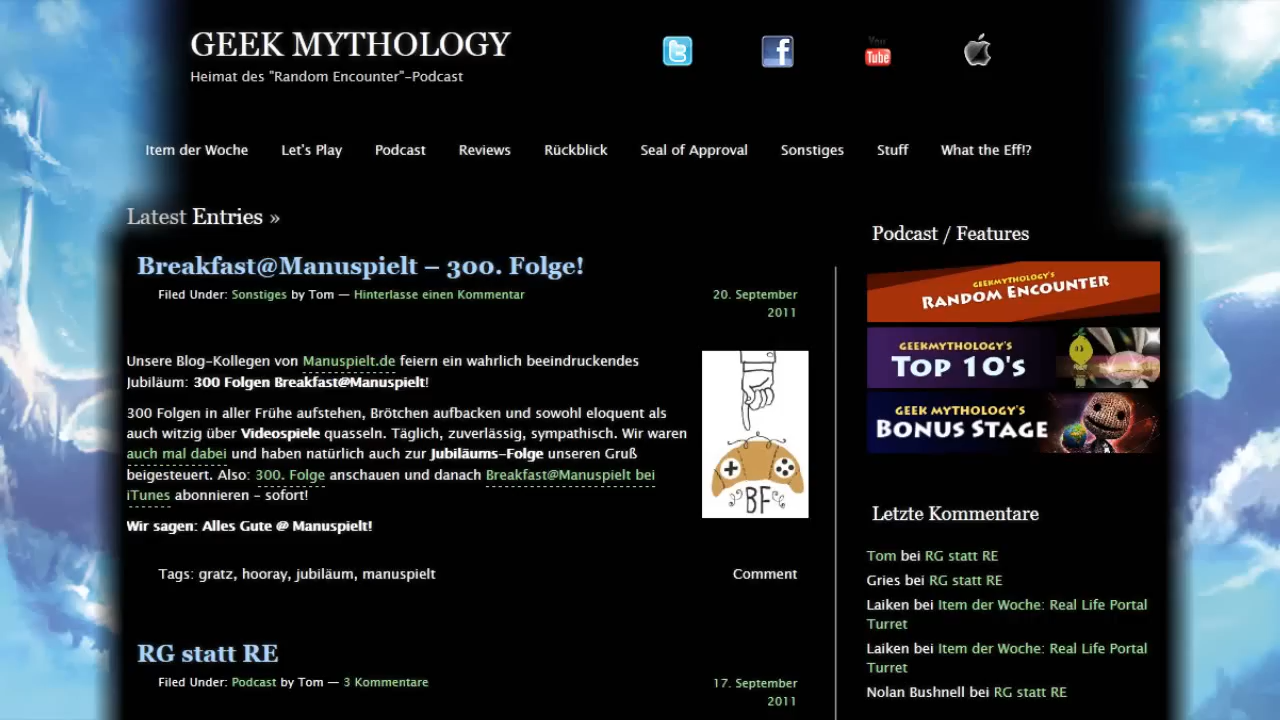 GEEK MYTHOLOGY
Heimat des "Random Encounter"-Podcast
You
Tube
Item der Woche
Let's Play
Podcast
Reviews
Rückblick
Seal of Approval
Sonstiges
Stuff
What the Eff!?
Latest Entries »
Breakfast@Manuspielt – 300. Folge!
Filed Under: Sonstiges by Tom — Hinterlasse einen Kommentar
20. September
2011
Unsere Blog-Kollegen von Manuspielt.de feiern ein wahrlich beeindruckendes
Jubiläum: 300 Folgen Breakfast@Manuspielt!
300 Folgen in aller Frühe aufstehen, Brötchen aufbacken und sowohl eloquent als
auch witzig über Videospiele quasseln. Täglich, zuverlässig, sympathisch. Wir waren
auch mal dabei und haben natürlich auch zur Jubiläums-Folge unseren Gruß
beigesteuert. Also: 300. Folge anschauen und danach Breakfast@Manuspielt bei
iTunes abonnieren – sofort!
Wir sagen: Alles Gute @ Manuspielt!
BF
Tags: gratz, hooray, jubiläum, manuspielt
Comment
RG statt RE
Filed Under: Podcast by Tom — 3 Kommentare
17. September
2011
Podcast / Features
GEEKMYTHOLOGY'S
RANDOM ENCOUNTER
GEEKMYTHOLOGY'S
TOP 10'S
GEEK MYTHOLOGY'S
BONUS STAGE
Letzte Kommentare
Tom bei RG statt RE
Gries bei RG statt RE
Laiken bei Item der Woche: Real Life Portal
Turret
Laiken bei Item der Woche: Real Life Portal
Turret
Nolan Bushnell bei RG statt RE